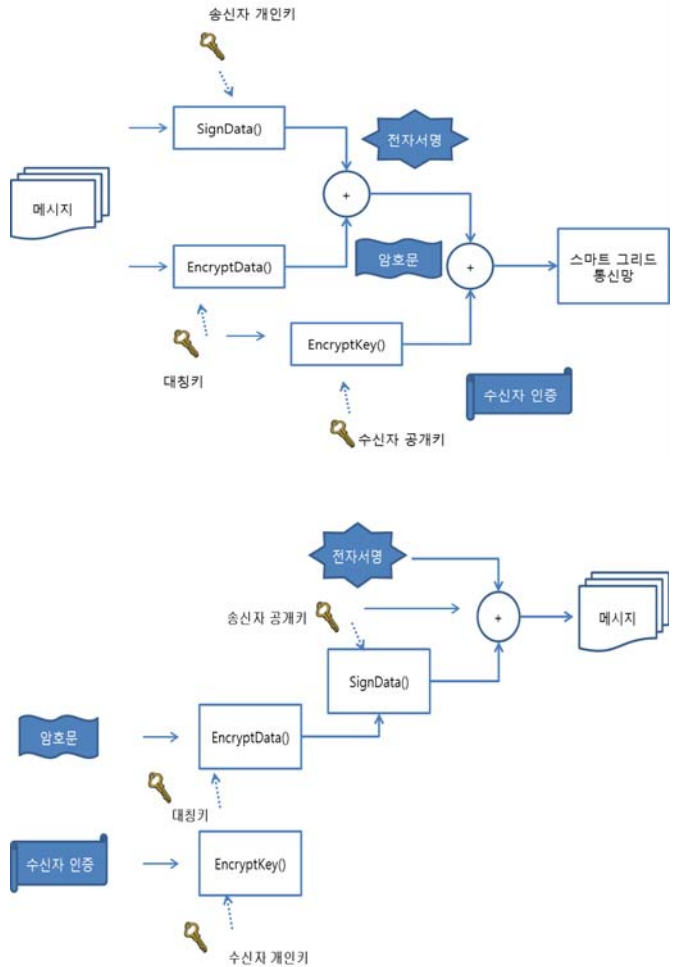 송신자 개인키
SignData()
전자서명
메시지
+
EncryptData()
암호문
+
스마트 그리드
통신망
대칭키
EncryptKey()
수신자 인증
수신자 공개키
전자서명
송신자 공개키
+
메시지
SignData()
암호문
EncryptData()
대칭키
수신자 인증
EncryptKey()
수신자 개인키